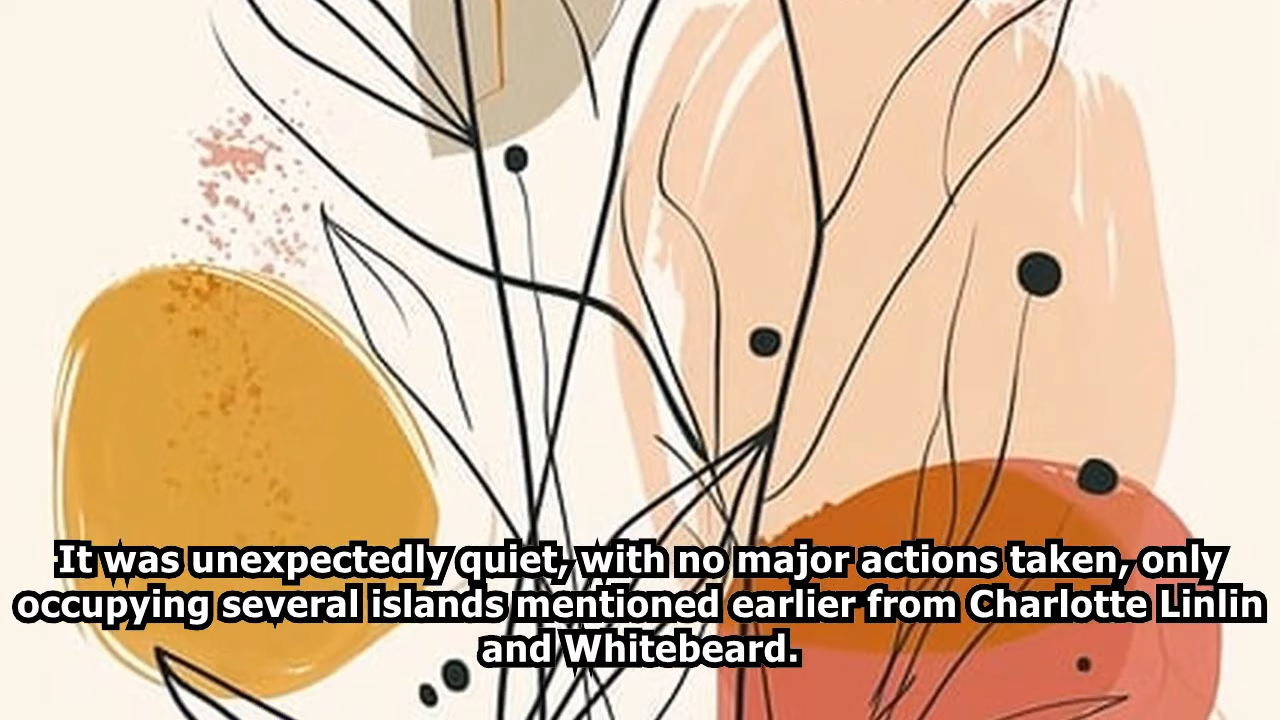 It was unexpectedly quiet, with no major actions taken, only
occupying several islands mentioned earlier from Charlotte Linlin
and Whitebeard.